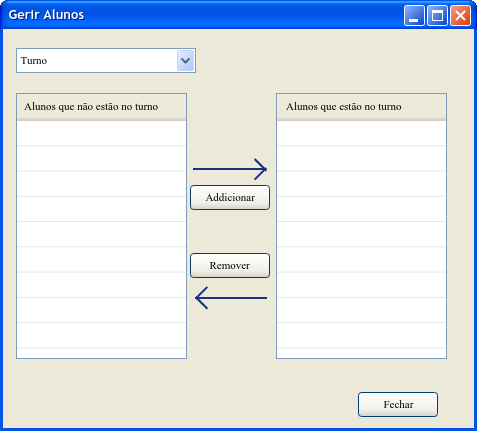 Gerir Alunos
Turno
Alunos que não estão no turno
Alunos que estão no turno
Addicionar
Remover
Fechar